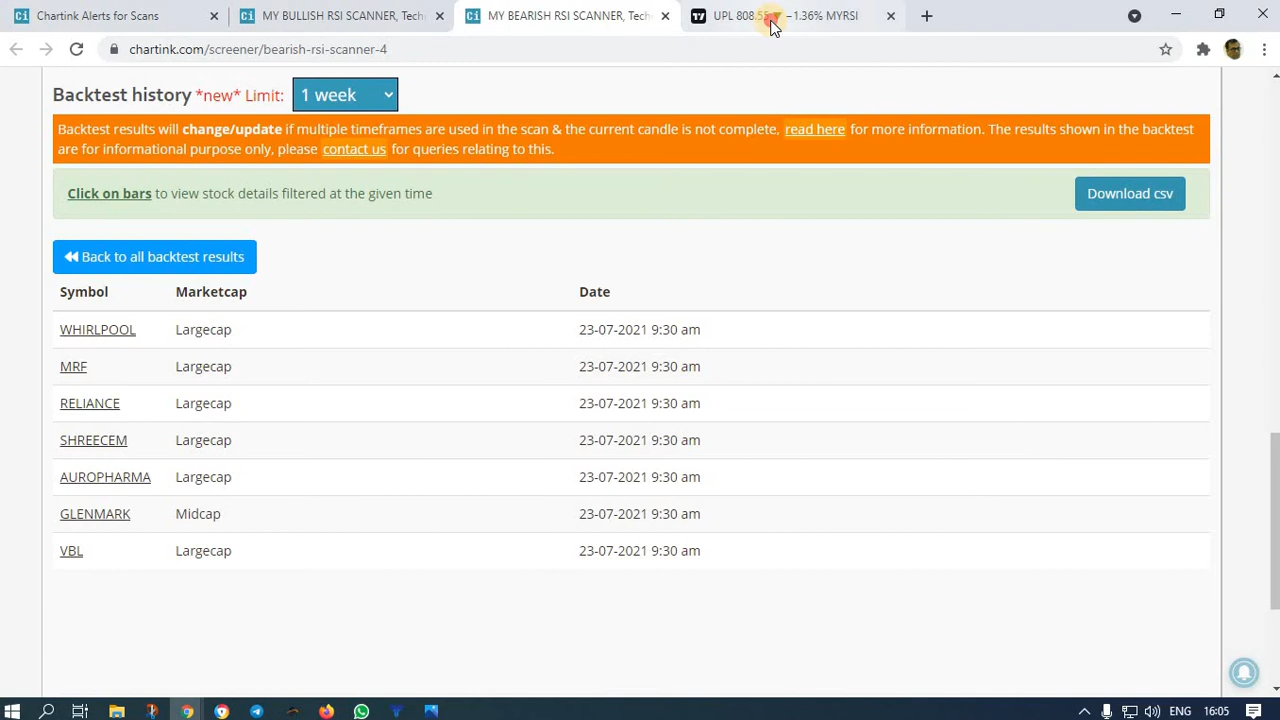 Chartink Alerts for Scans
MY BULLISH RSI SCANNER, Tech
MY BEARISH RSI SCANNER, Tech
UPL 808.55 ▼ −1.36% MYRSI
chartink.com/screener/bearish-rsi-scanner-4
Backtest history *new* Limit: 1 week
Backtest results will change/update if multiple timeframes are used in the scan & the current candle is not complete, read here for more information. The results shown in the backtest
are for informational purpose only, please contact us for queries relating to this.
Click on bars to view stock details filtered at the given time
Download csv
Back to all backtest results
Symbol Marketcap Date
WHIRLPOOL Largecap 23-07-2021 9:30 am
MRF Largecap 23-07-2021 9:30 am
RELIANCE Largecap 23-07-2021 9:30 am
SHREECEM Largecap 23-07-2021 9:30 am
AUROPHARMA Largecap 23-07-2021 9:30 am
GLENMARK Midcap 23-07-2021 9:30 am
VBL Largecap 23-07-2021 9:30 am
ENG 16:05